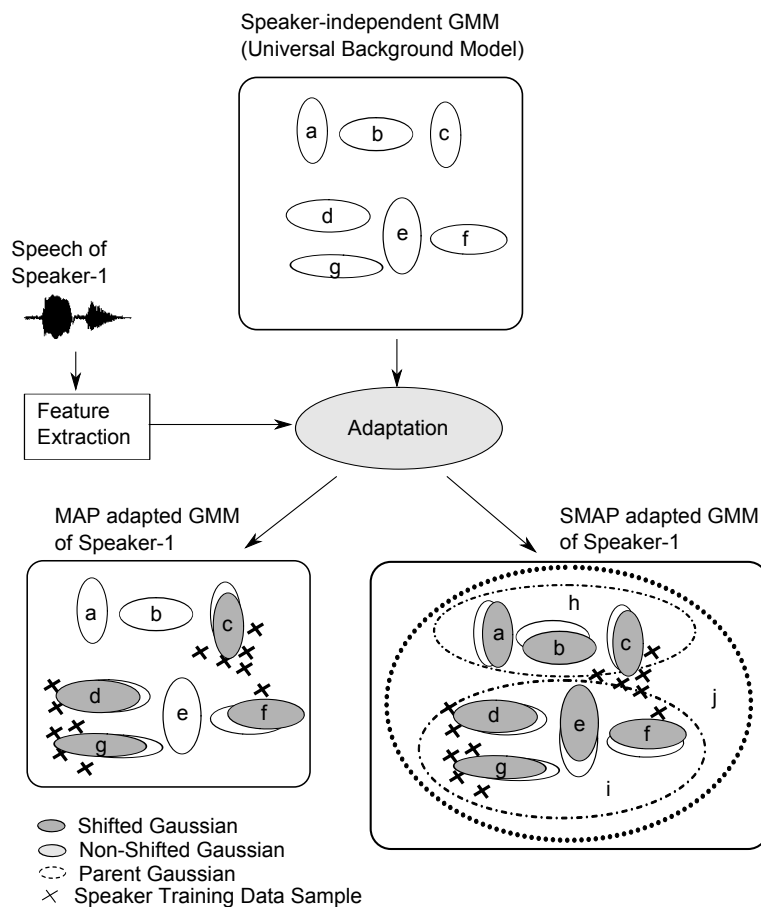 Speaker-independent GMM
(Universal Background Model)
a
b
c
d
e
f
g
Speech of
Speaker-1
Feature
Extraction
Adaptation
MAP adapted GMM
of Speaker-1
SMAP adapted GMM
of Speaker-1
a
b
c
d
e
f
g
h
a
b
c
j
d
e
f
g
i
Shifted Gaussian
Non-Shifted Gaussian
Parent Gaussian
Speaker Training Data Sample